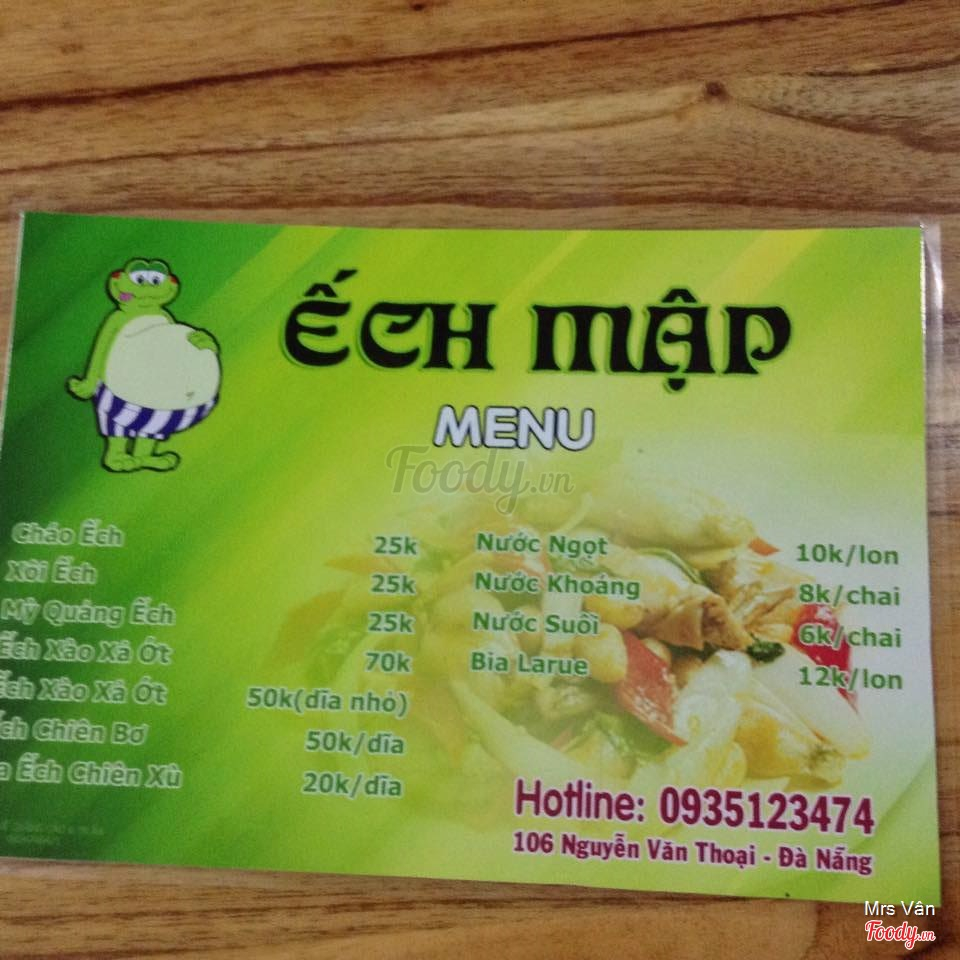 ẾCH MẬP
MENU
Foody.vn
Cháo Ếch 25k
Xôi Ếch 25k
Mỳ Quảng Ếch 25k
Ếch Xào Xả Ớt 70k
Ếch Xào Xả Ớt 50k(dĩa nhỏ)
ch Chiên Bơ 50k/dĩa
a Ếch Chiên Xù 20k/dĩa
Nước Ngọt 10k/lon
Nước Khoáng 8k/chai
Nước Suối 6k/chai
Bia Larue 12k/lon
Hotline: 0935123474
106 Nguyễn Văn Thoại - Đà Nẵng
Mrs Vân
Foody.vn